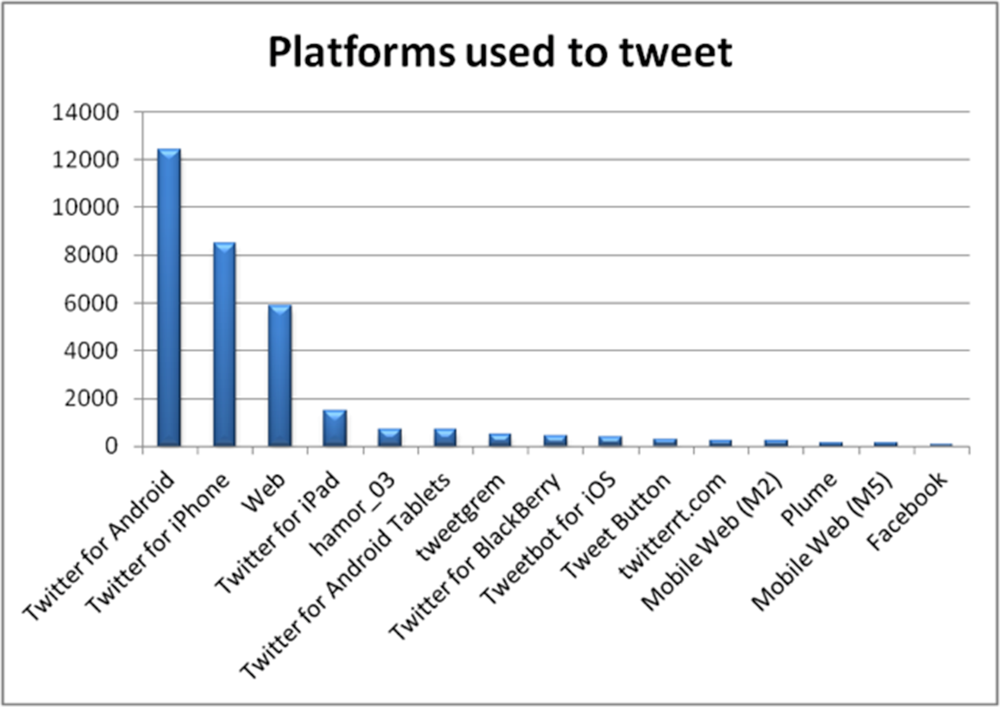 Platforms used to tweet
14000
12000
10000
8000
6000
4000
2000
0
Twitter for Android
Twitter for iPhone
Web
Twitter for iPad
hamor_03
Twitter for Android Tablets
tweetgrem
Twitter for BlackBerry
Tweetbot for iOS
Tweet Button
twitterrt.com
Mobile Web (M2)
Plume
Mobile Web (M5)
Facebook